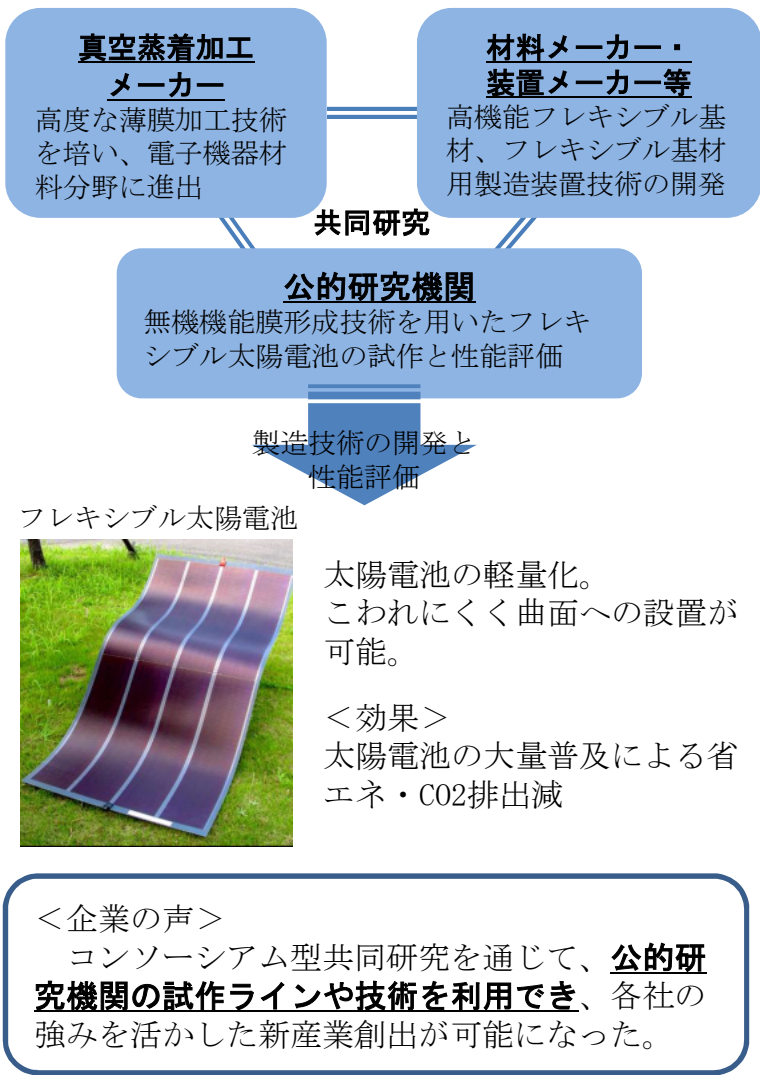 真空蒸着加工
メーカー
高度な薄膜加工技術
を培い、電子機器材
料分野に進出
材料メーカー・
装置メーカー等
高機能フレキシブル基
材、フレキシブル基材
用製造装置技術の開発
共同研究
公的研究機関
無機機能膜形成技術を用いたフレキ
シブル太陽電池の試作と性能評価
製造技術の開発と
性能評価
フレキシブル太陽電池
太陽電池の軽量化。
こわれにくく曲面への設置が
可能。
＜効果＞
太陽電池の大量普及による省
エネ・CO2排出減
＜企業の声＞
　コンソーシアム型共同研究を通じて、公的研
究機関の試作ラインや技術を利用でき、各社の
強みを活かした新産業創出が可能になった。